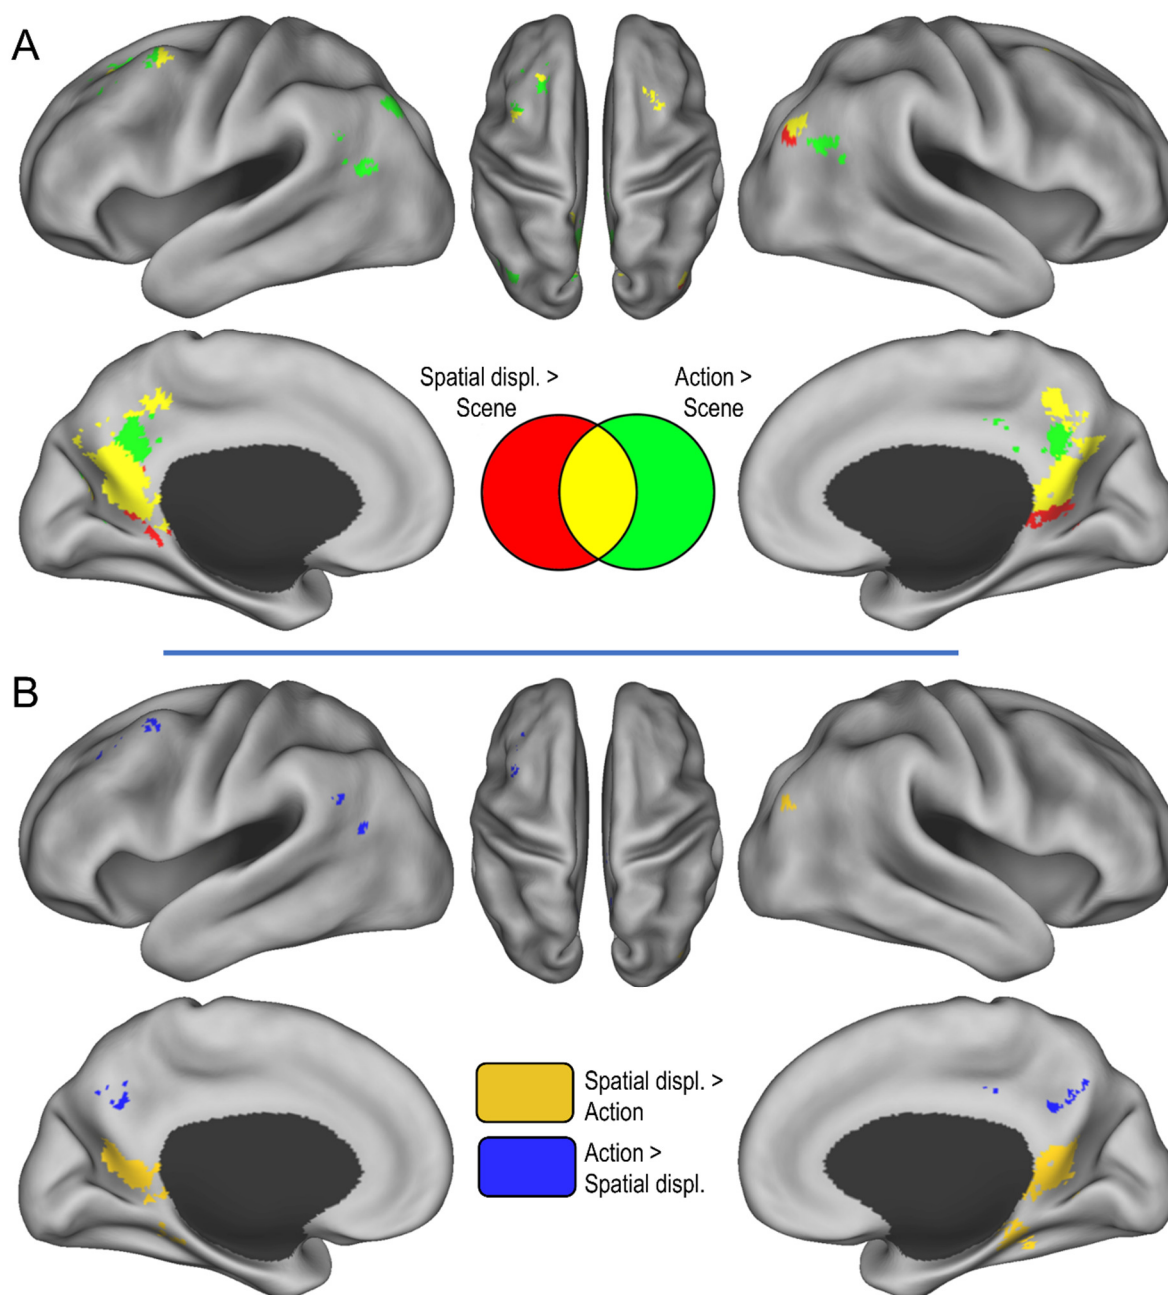 A
Spatial displ. >
Scene
Action >
Scene
B
Spatial displ. >
Action
Action >
Spatial displ.